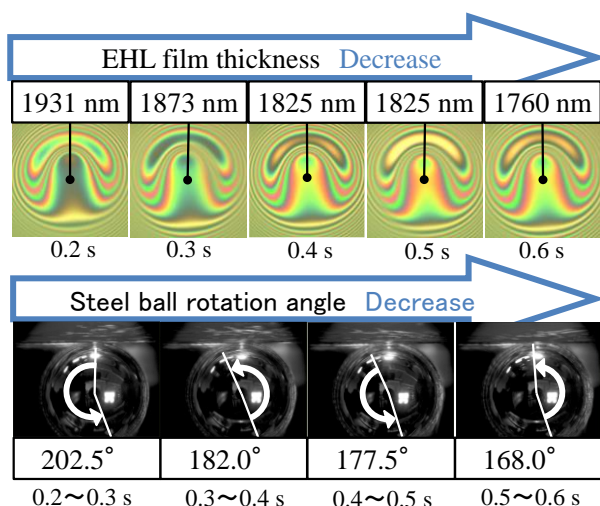 EHL film thickness Decrease
1931 nm 1873 nm 1825 nm 1825 nm 1760 nm
0.2 s 0.3 s 0.4 s 0.5 s 0.6 s
Steel ball rotation angle Decrease
202.5° 182.0° 177.5° 168.0°
0.2～0.3 s 0.3～0.4 s 0.4～0.5 s 0.5～0.6 s